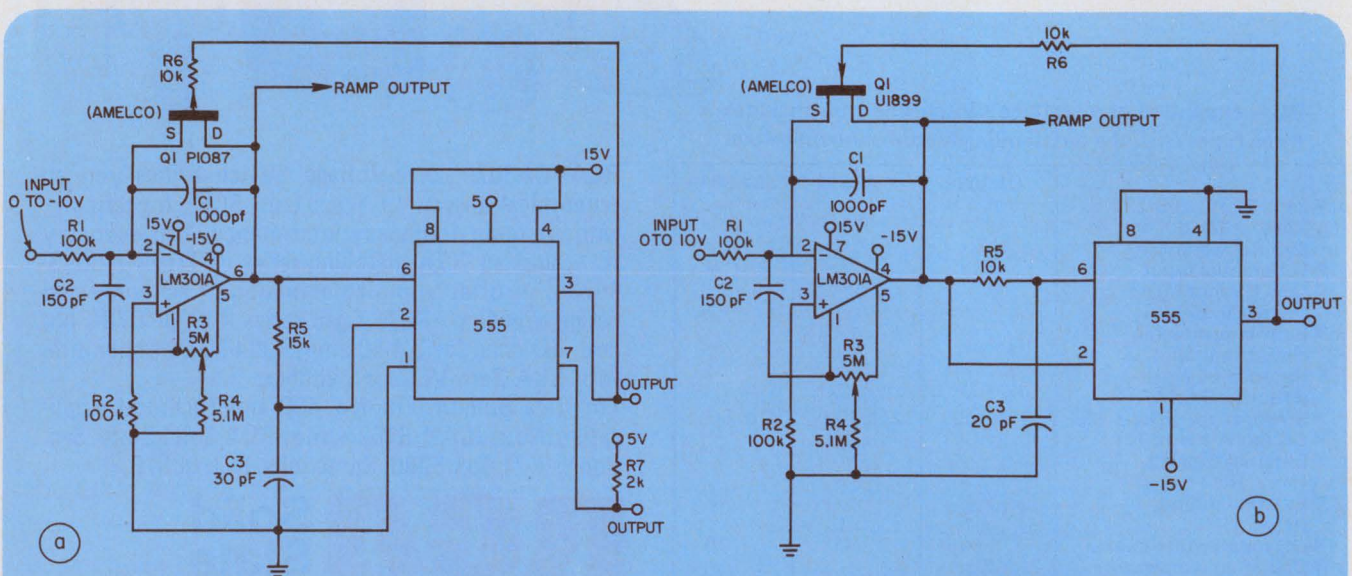 R6
10k
(AMELCO)
S
D
Q1 P1087
RAMP OUTPUT
INPUT
0 TO -10V
R1
100k
C1
1000pf
15V
7
-15V
4
2
−
LM301A
6
3
+
5
1
C2
150 pF
R3
5M
R2
100k
R4
5.1M
R5
15k
C3
30 pF
15V
5
8
4
6
3
2
555
7
1
OUTPUT
5V
R7
2k
OUTPUT
a
10k
R6
(AMELCO)
Q1
U1899
S
D
RAMP OUTPUT
C1
1000pF
INPUT
0 TO 10V
R1
100k
15V
7
-15V
4
2
−
LM301A
3
+
5
1
C2
150 pF
R3
5M
R2
100k
R4
5.1M
R5
10k
C3
20 pF
8
4
6
555
3
OUTPUT
2
1
-15V
b